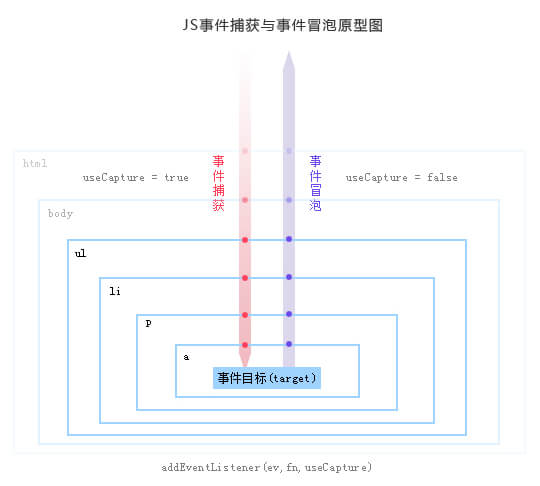 JS事件捕获与事件冒泡原型图
html
useCapture = true
事件捕获
事件冒泡
useCapture = false
body
ul
li
p
a
事件目标(target)
addEventListener(ev,fn,useCapture)